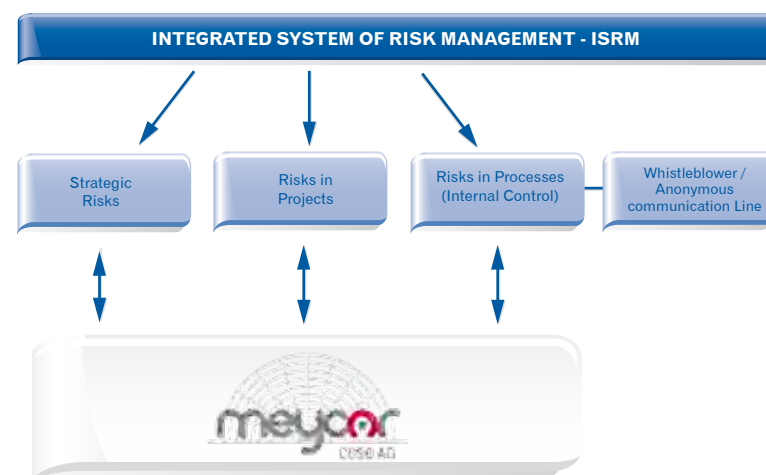 INTEGRATED SYSTEM OF RISK MANAGEMENT - ISRM
Strategic
Risks
Risks in
Projects
Risks in Processes
(Internal Control)
Whistleblower /
Anonymous
communication Line
meycor
COSO AG